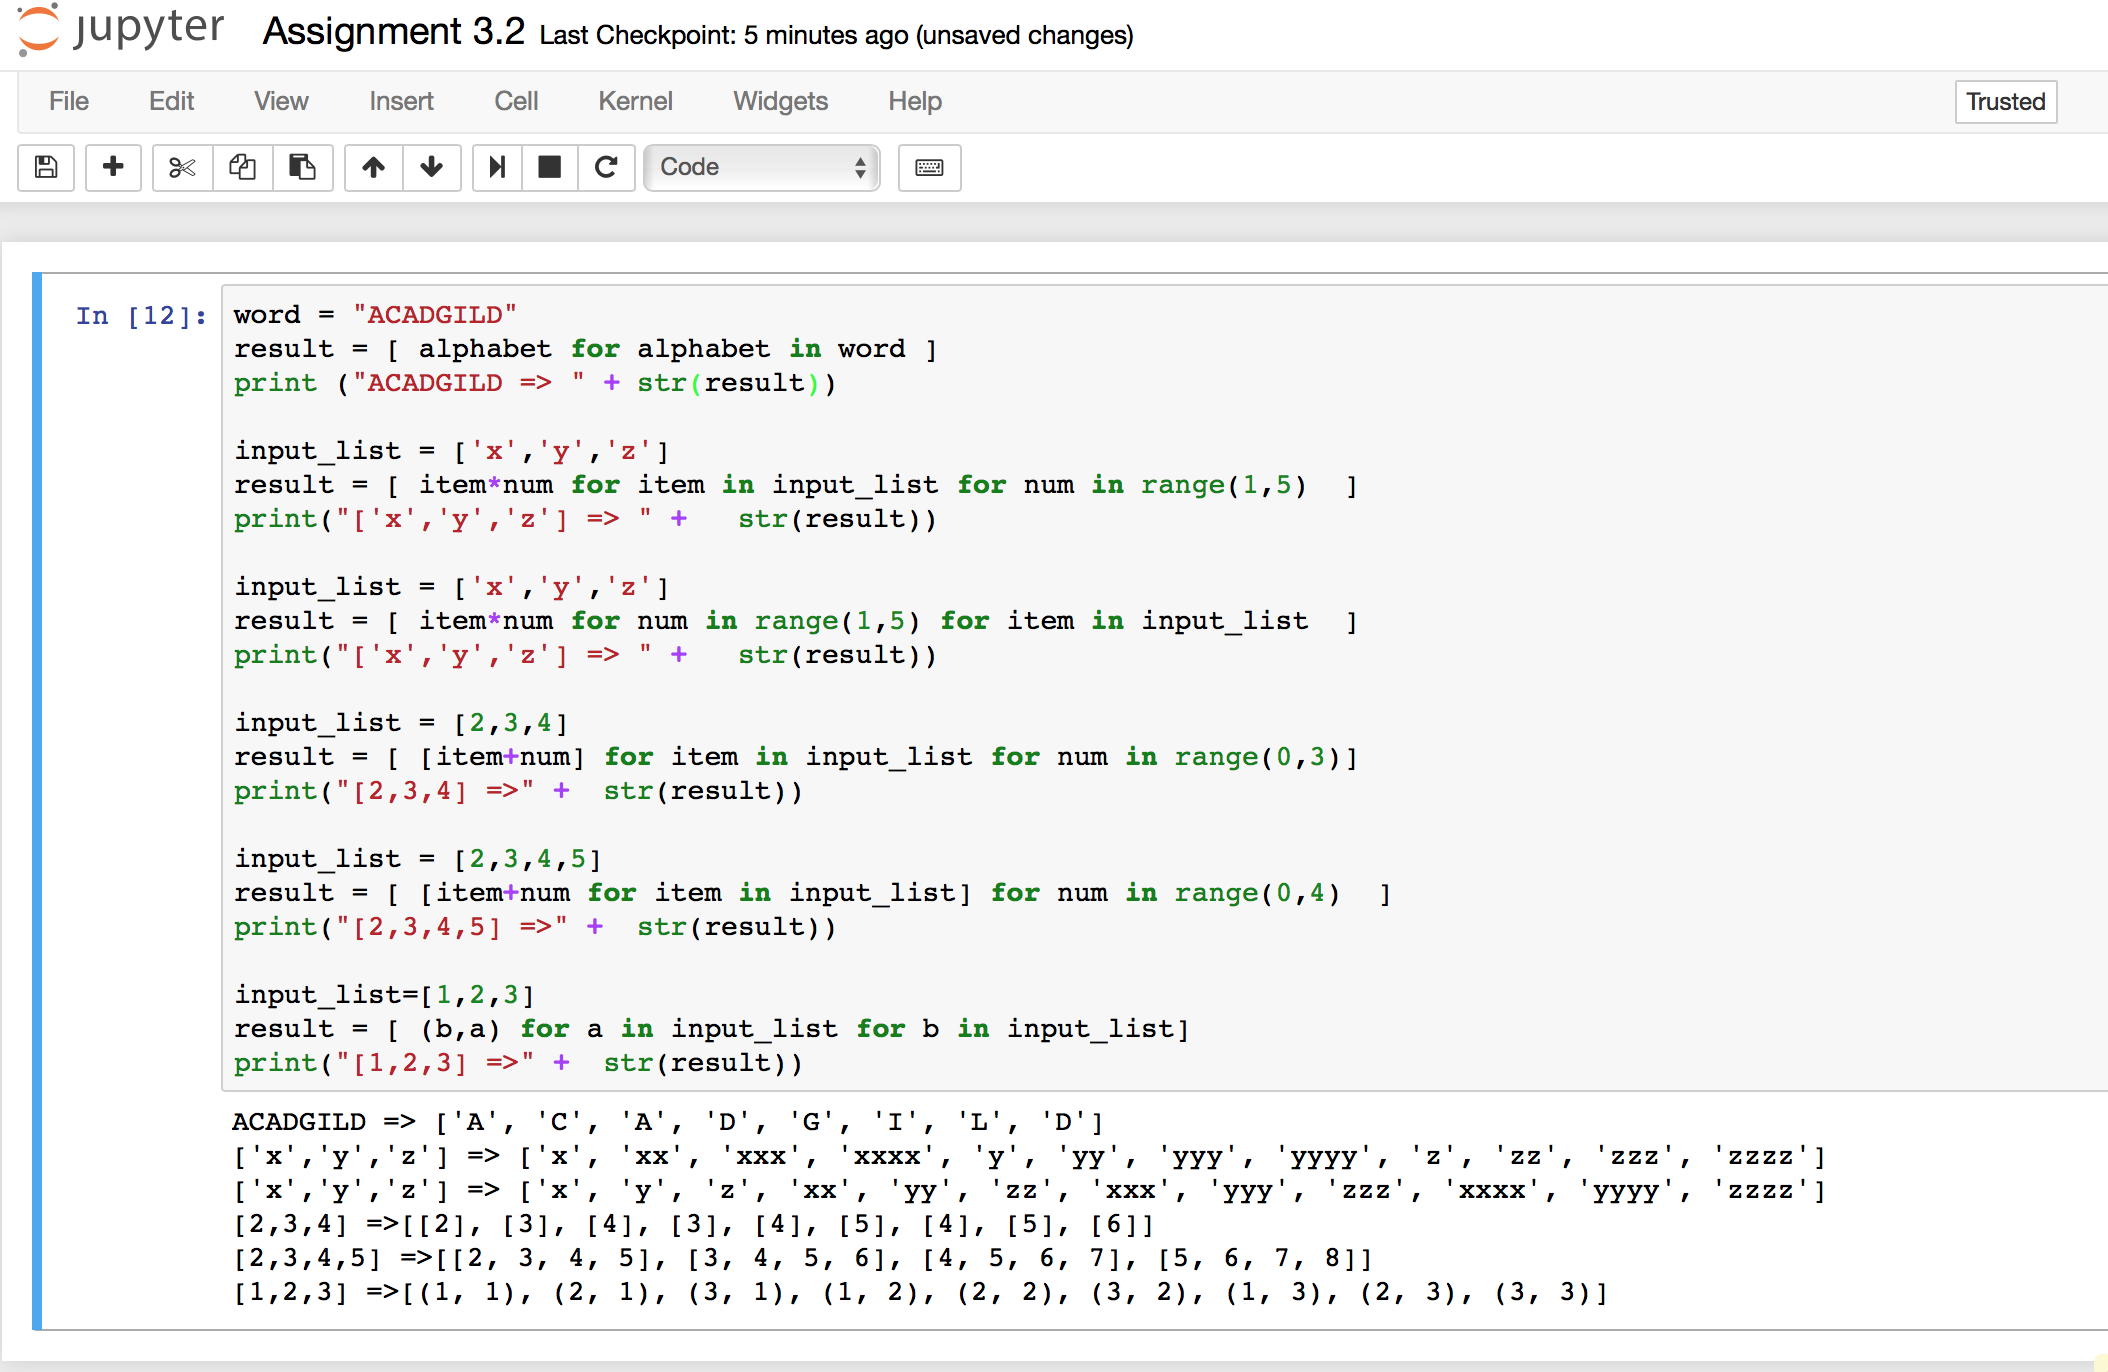 jupyter Assignment 3.2 Last Checkpoint: 5 minutes ago (unsaved changes)
File Edit View Insert Cell Kernel Widgets Help Trusted
Code
In [12]: word = "ACADGILD"
result = [ alphabet for alphabet in word ]
print ("ACADGILD => " + str(result))
input_list = ['x','y','z']
result = [ item*num for item in input_list for num in range(1,5)  ]
print("['x','y','z'] => " +   str(result))
input_list = ['x','y','z']
result = [ item*num for num in range(1,5) for item in input_list  ]
print("['x','y','z'] => " +   str(result))
input_list = [2,3,4]
result = [ [item+num] for item in input_list for num in range(0,3)]
print("[2,3,4] =>" +  str(result))
input_list = [2,3,4,5]
result = [ [item+num for item in input_list] for num in range(0,4)  ]
print("[2,3,4,5] =>" +  str(result))
input_list=[1,2,3]
result = [ (b,a) for a in input_list for b in input_list]
print("[1,2,3] =>" +  str(result))
ACADGILD => ['A', 'C', 'A', 'D', 'G', 'I', 'L', 'D']
['x','y','z'] => ['x', 'xx', 'xxx', 'xxxx', 'y', 'yy', 'yyy', 'yyyy', 'z', 'zz', 'zzz', 'zzzz']
['x','y','z'] => ['x', 'y', 'z', 'xx', 'yy', 'zz', 'xxx', 'yyy', 'zzz', 'xxxx', 'yyyy', 'zzzz']
[2,3,4] =>[[2], [3], [4], [3], [4], [5], [4], [5], [6]]
[2,3,4,5] =>[[2, 3, 4, 5], [3, 4, 5, 6], [4, 5, 6, 7], [5, 6, 7, 8]]
[1,2,3] =>[(1, 1), (2, 1), (3, 1), (1, 2), (2, 2), (3, 2), (1, 3), (2, 3), (3, 3)]